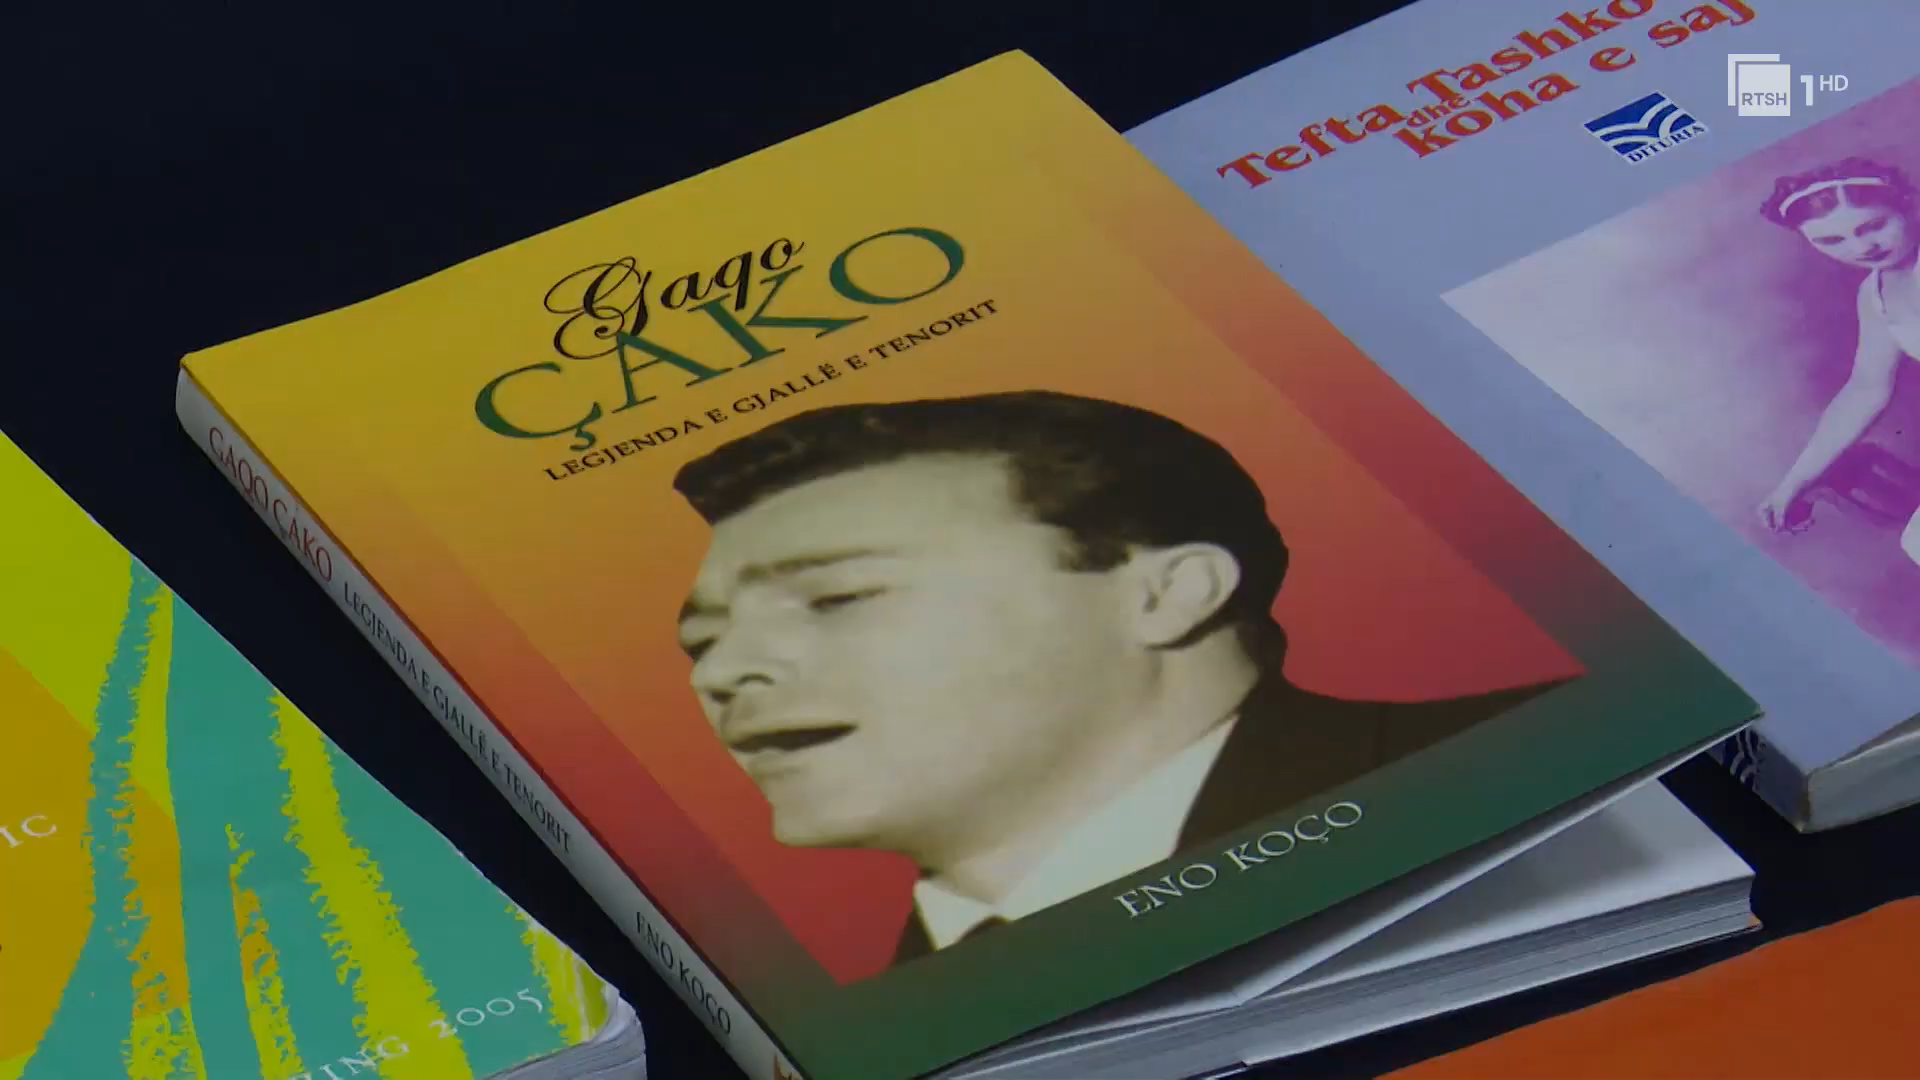 Gaqo
ÇAKO
LEGJENDA E GJALLË E TENORIT
ENO KOÇO
GAQO ÇAKO LEGJENDA E GJALLË E TENORIT ENO KOÇO
Tefta Tashko
dhe
koha e saj
DITURIA
RTSH 1 HD
2005